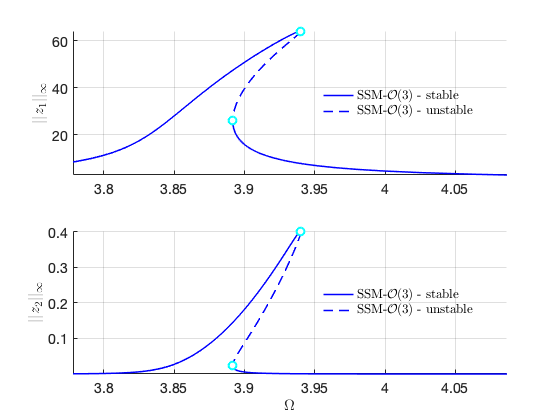 60
40
20
||z₁||∞
SSM-𝒪(3) - stable
SSM-𝒪(3) - unstable
3.8 3.85 3.9 3.95 4 4.05
0.4
0.3
0.2
0.1
||z₂||∞
SSM-𝒪(3) - stable
SSM-𝒪(3) - unstable
3.8 3.85 3.9 3.95 4 4.05
Ω